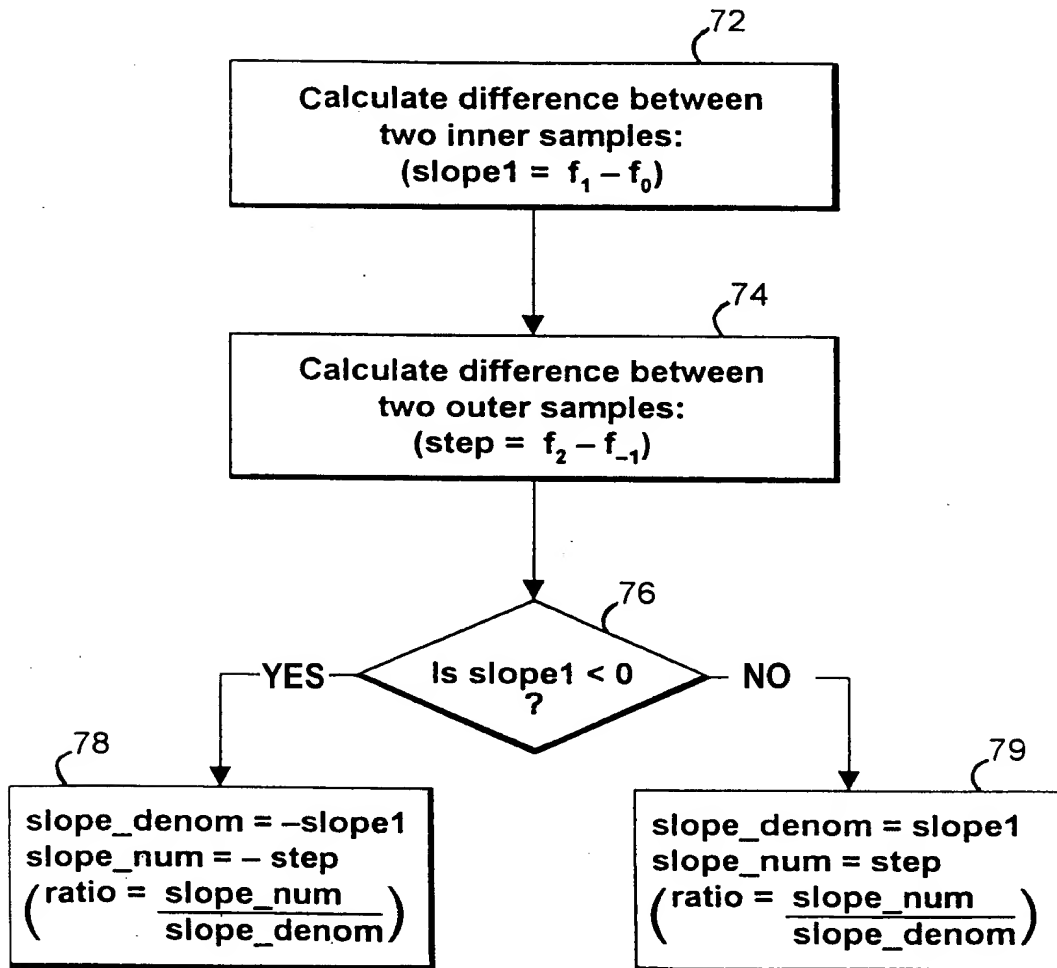 72
Calculate difference between
two inner samples:
(slope1 = f₁ – f₀)
74
Calculate difference between
two outer samples:
(step = f₂ – f₋₁)
76
Is slope1 < 0
?
YES
NO
78
slope_denom = –slope1
slope_num = – step
(ratio = slope_num
slope_denom)
79
slope_denom = slope1
slope_num = step
(ratio = slope_num
slope_denom)